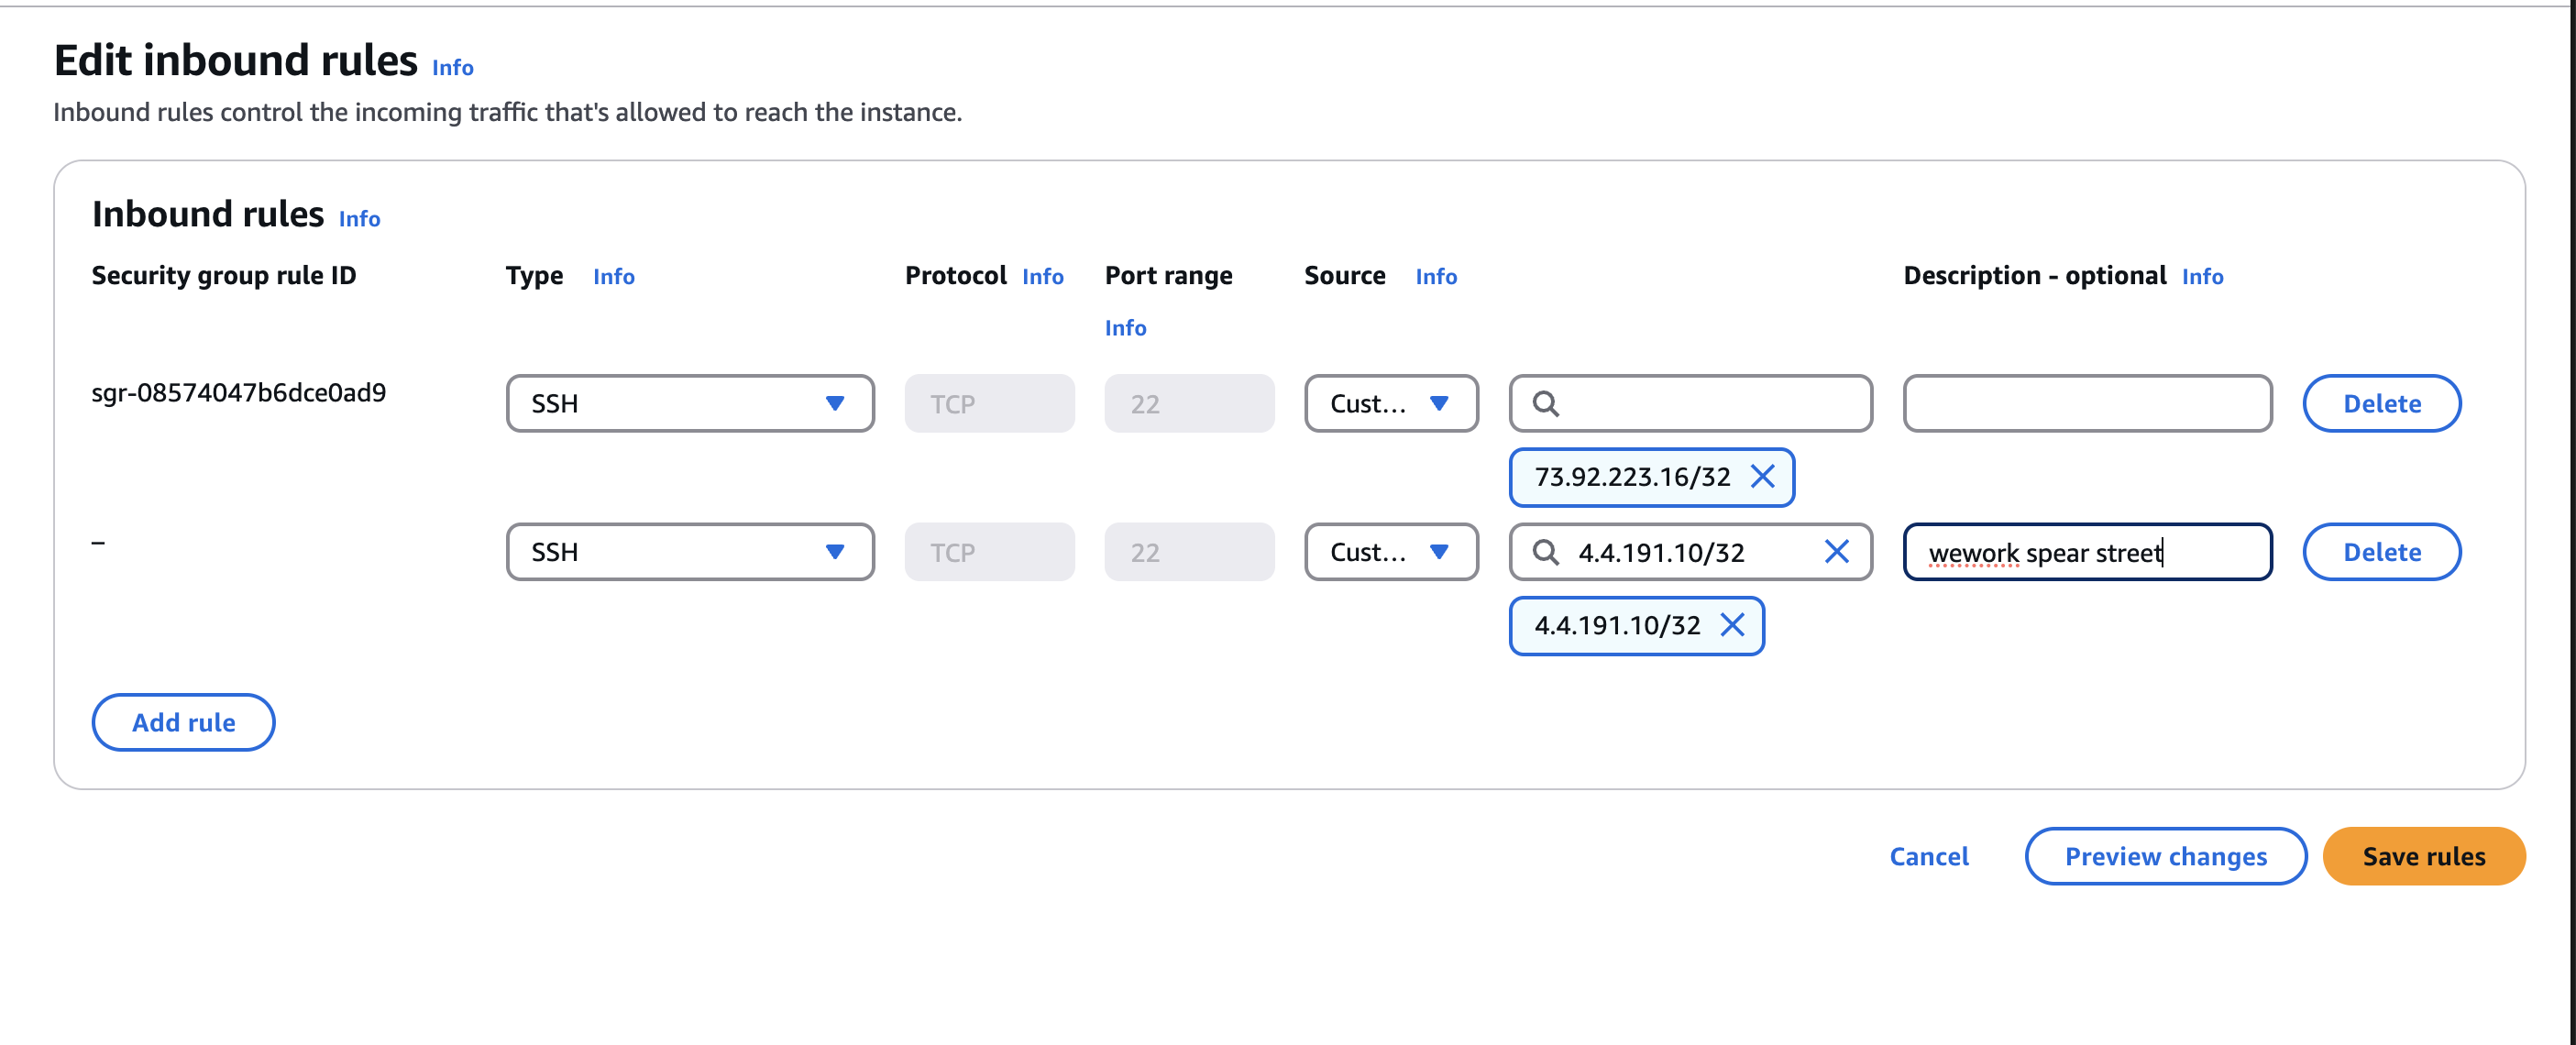 Edit inbound rules Info
Inbound rules control the incoming traffic that's allowed to reach the instance.
Inbound rules Info
Security group rule ID Type Info Protocol Info Port range Source Info Description - optional Info
Info
sgr-08574047b6dce0ad9 SSH TCP 22 Cust... Delete
73.92.223.16/32
– SSH TCP 22 Cust... 4.4.191.10/32 wework spear street Delete
4.4.191.10/32
Add rule
Cancel Preview changes Save rules